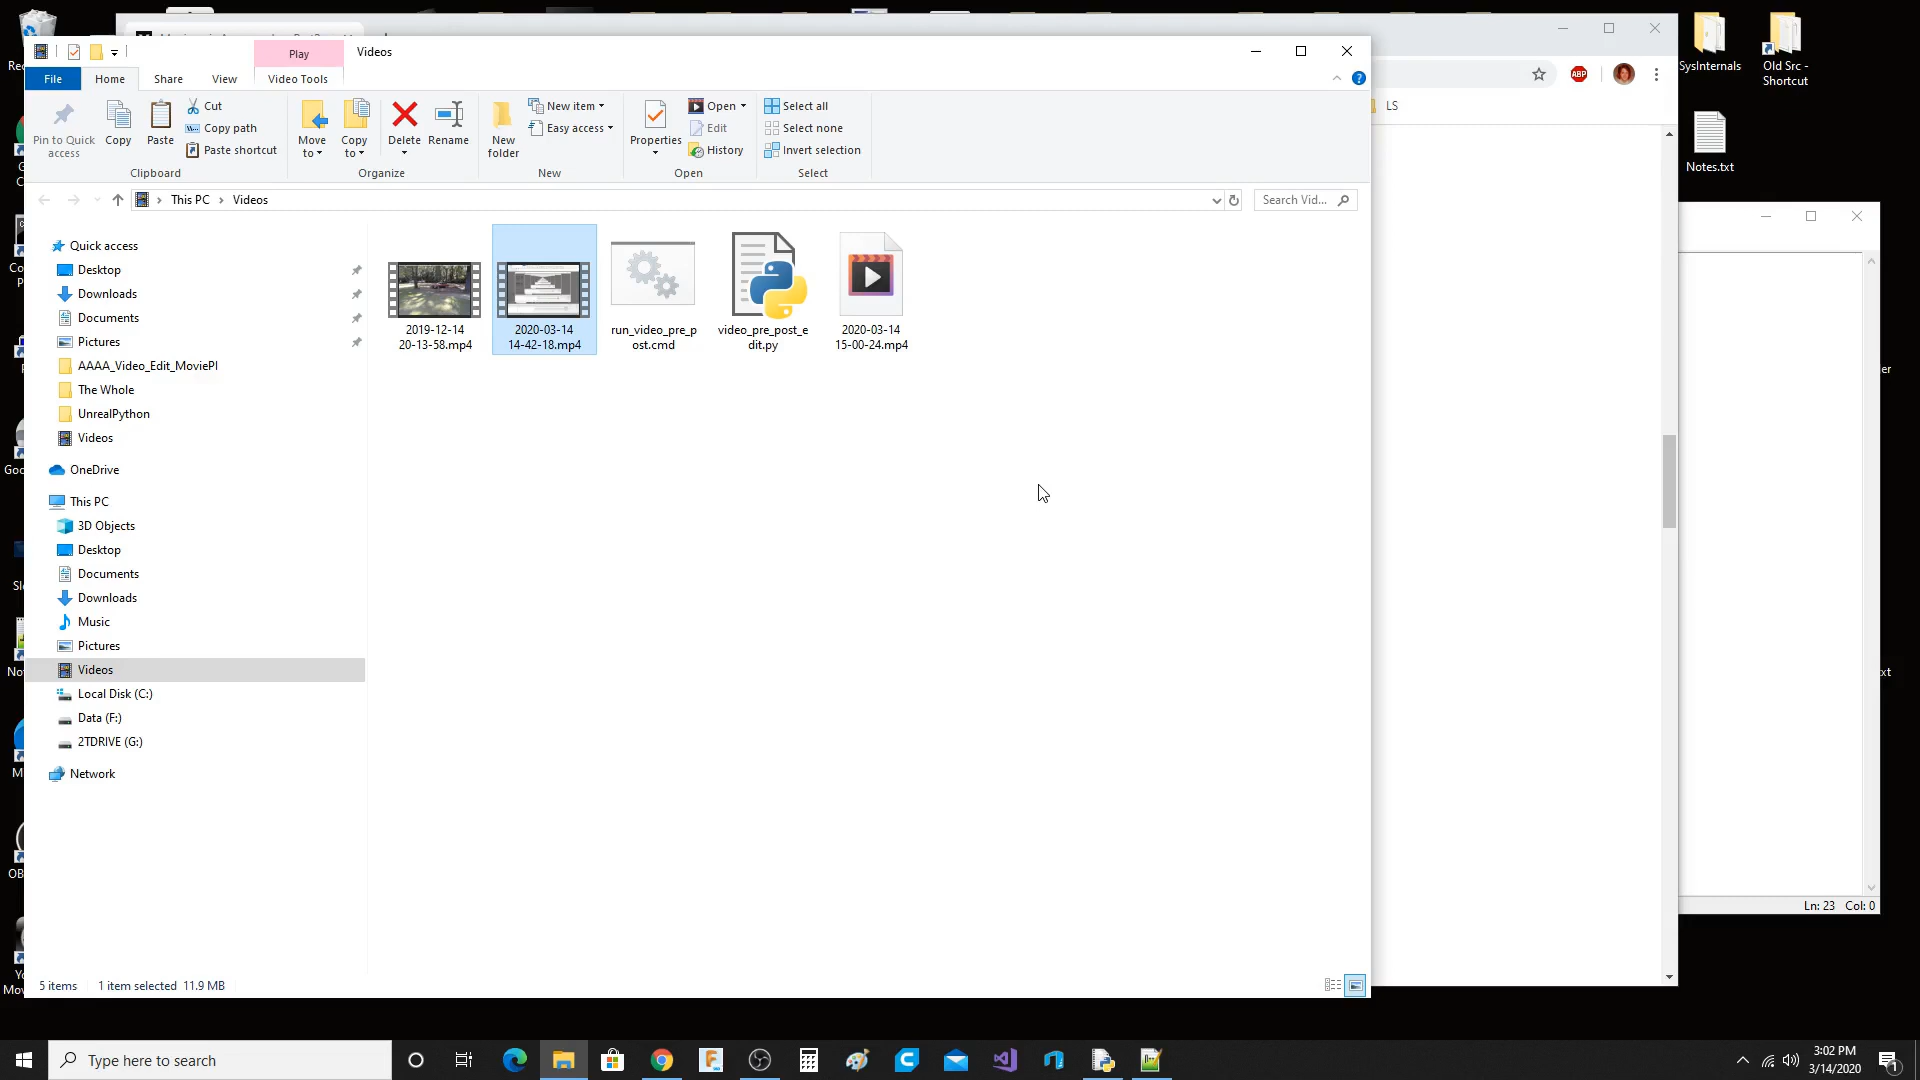 Play
Videos
File
Home
Share
View
Video Tools
Pin to Quick
access
Copy
Paste
Cut
Copy path
Paste shortcut
Clipboard
Move
to
Copy
to
Delete
Rename
Organize
New
folder
New item
Easy access
New
Properties
Open
Edit
History
Open
Select all
Select none
Invert selection
Select
This PC > Videos
Search Vid...
Quick access
Desktop
Downloads
Documents
Pictures
AAAA_Video_Edit_MoviePI
The Whole
UnrealPython
Videos
OneDrive
This PC
3D Objects
Desktop
Documents
Downloads
Music
Pictures
Videos
Local Disk (C:)
Data (F:)
2TDRIVE (G:)
Network
2019-12-14
20-13-58.mp4
2020-03-14
14-42-18.mp4
run_video_pre_p
ost.cmd
video_pre_post_e
dit.py
2020-03-14
15-00-24.mp4
5 items
1 item selected 11.9 MB
ABP
LS
SysInternals
Old Src -
Shortcut
Notes.txt
er
xt
Ln: 23 Col: 0
Type here to search
3:02 PM
3/14/2020
1